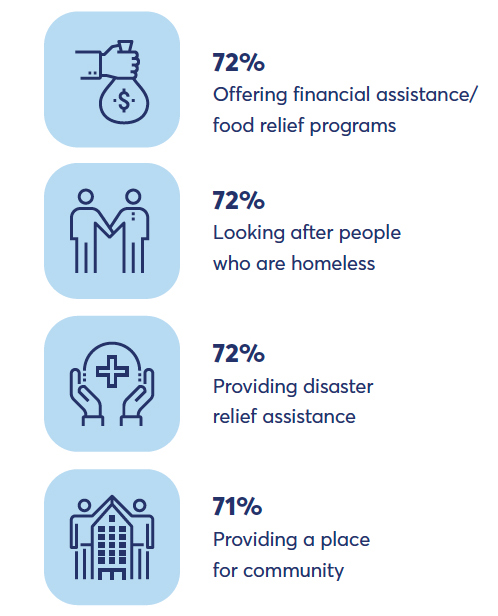 72%
Offering financial assistance/
food relief programs
72%
Looking after people
who are homeless
72%
Providing disaster
relief assistance
71%
Providing a place
for community